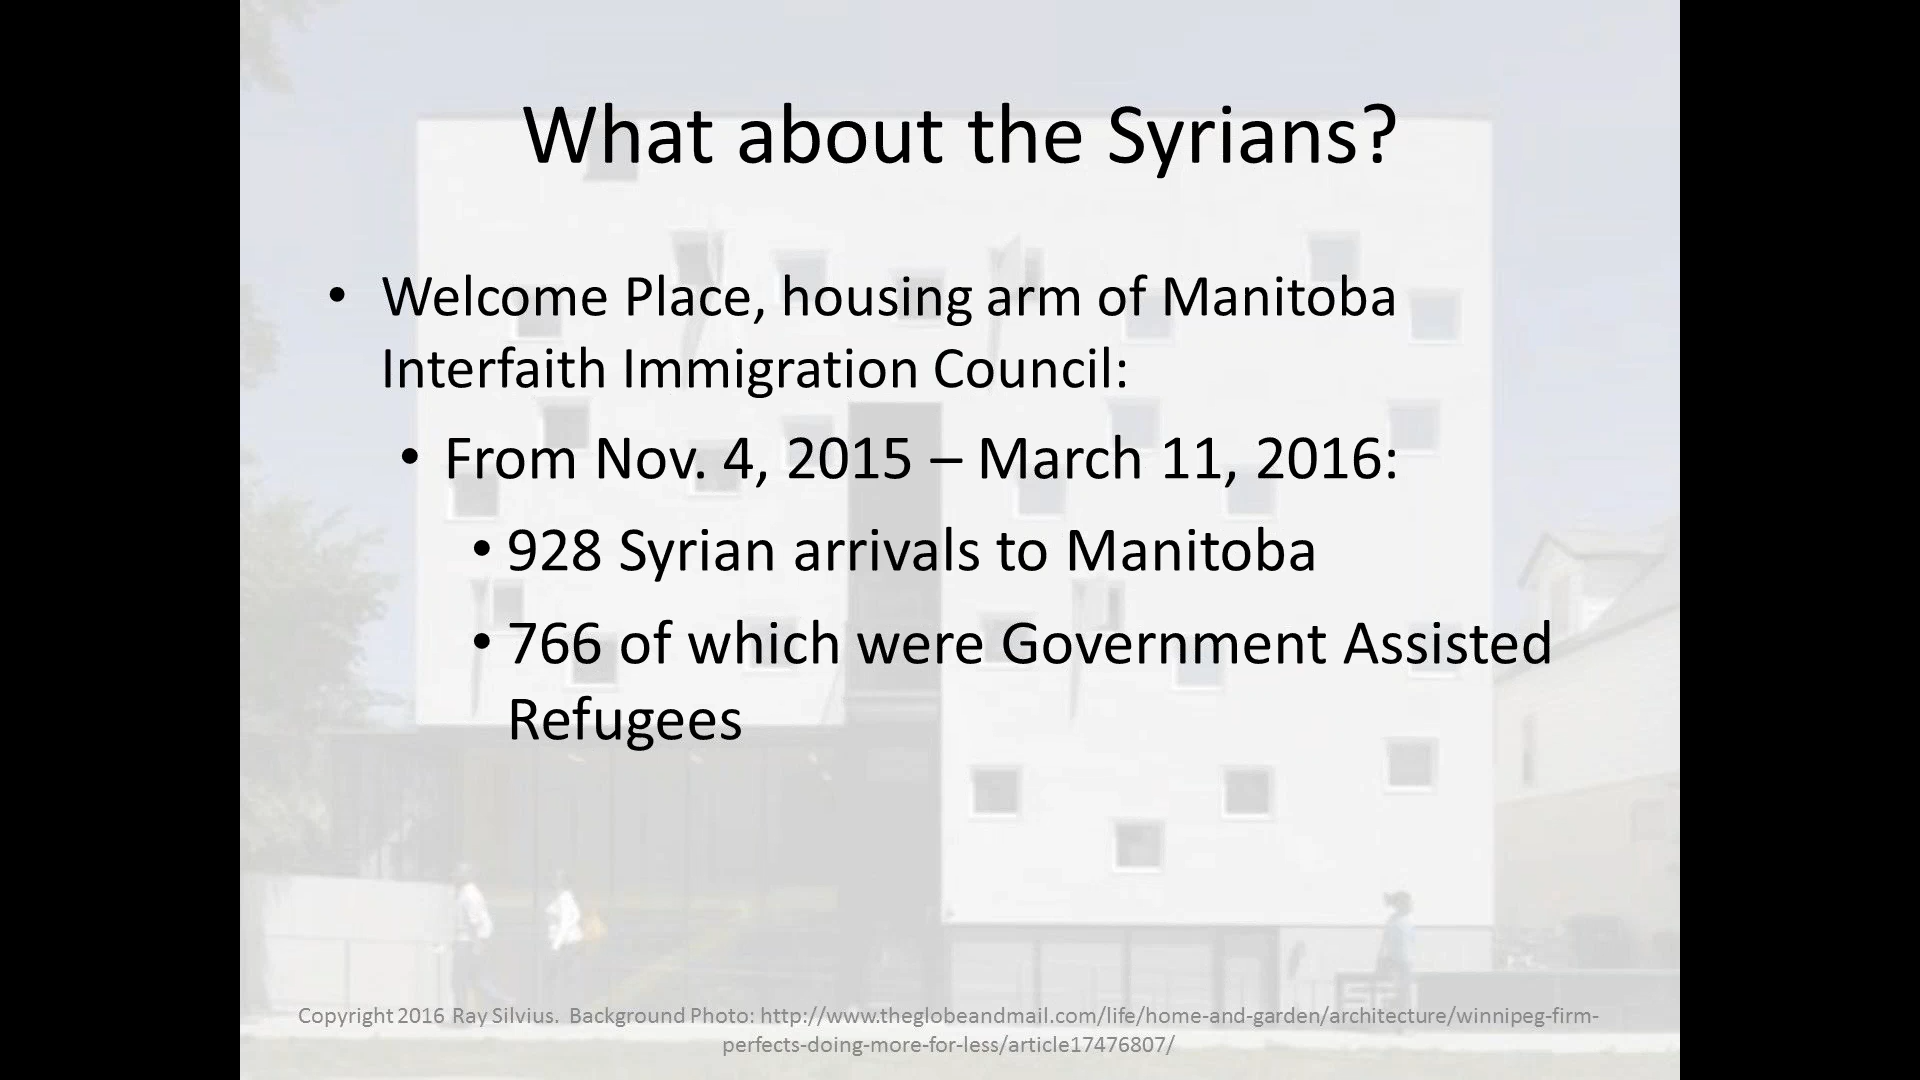 What about the Syrians?
• Welcome Place, housing arm of Manitoba
Interfaith Immigration Council:
• From Nov. 4, 2015 – March 11, 2016:
• 928 Syrian arrivals to Manitoba
• 766 of which were Government Assisted
Refugees
Copyright 2016 Ray Silvius. Background Photo: http://www.theglobeandmail.com/life/home-and-garden/architecture/winnipeg-firm-
perfects-doing-more-for-less/article17476807/